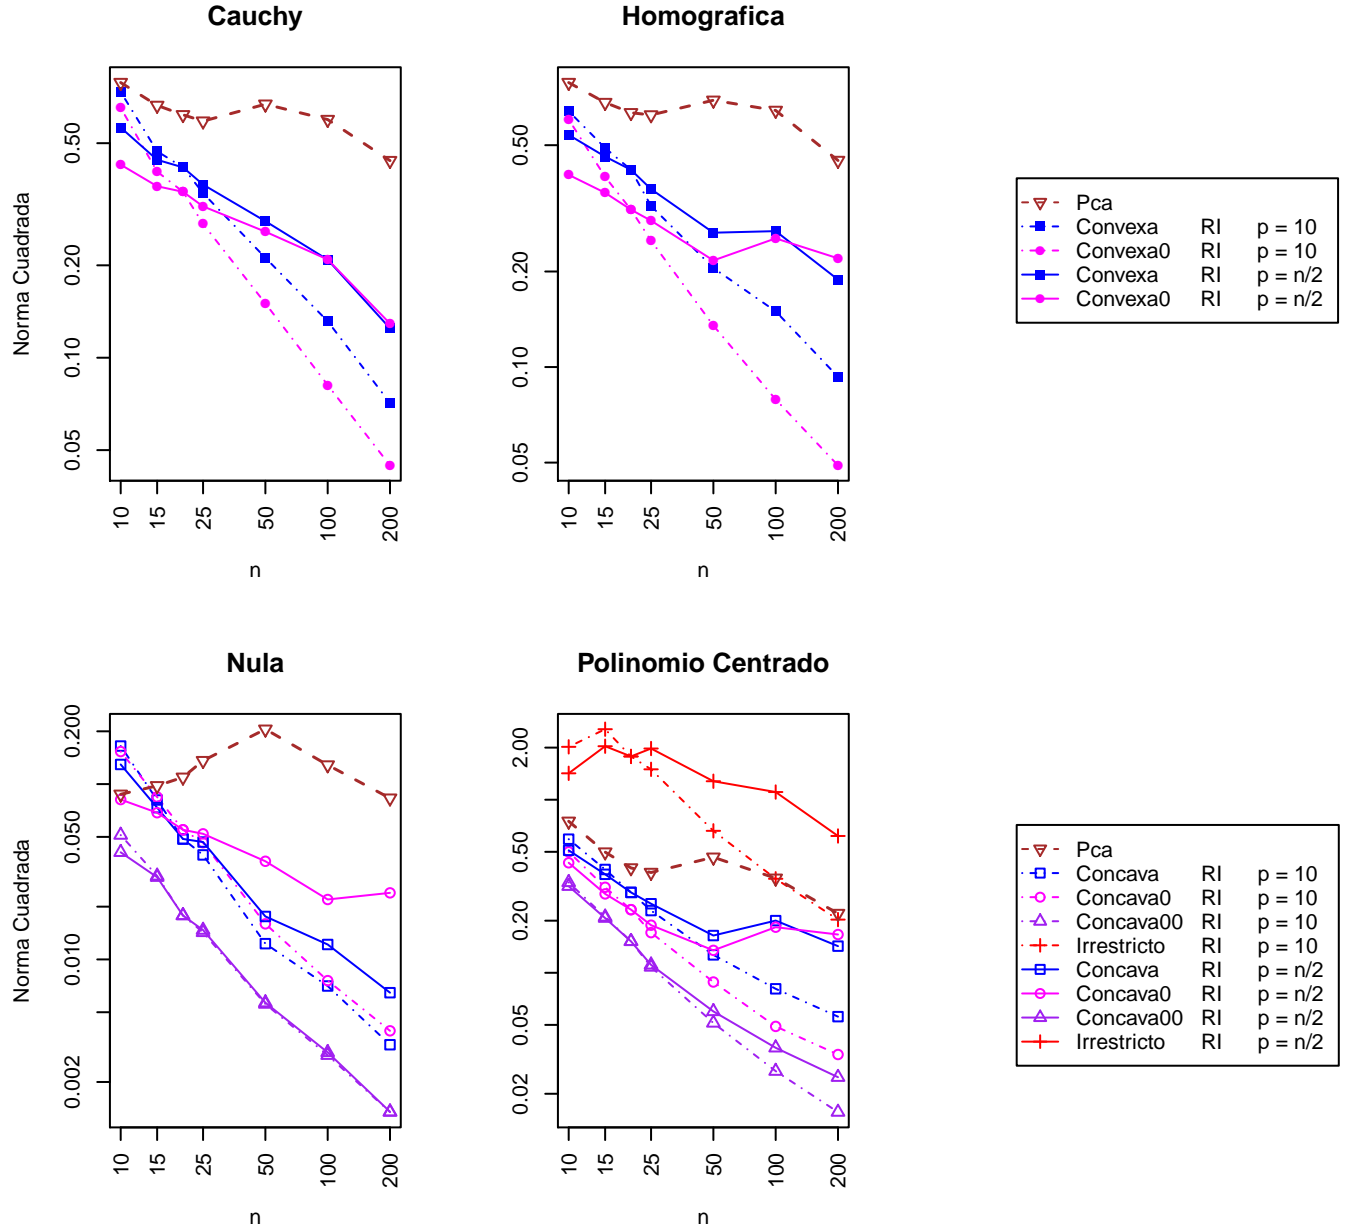 Cauchy
Norma Cuadrada
0.05 0.10 0.20 0.50
10 15 25 50 100 200
n
Homografica
0.05 0.10 0.20 0.50
10 15 25 50 100 200
n
Pca
Convexa RI p = 10
Convexa0 RI p = 10
Convexa RI p = n/2
Convexa0 RI p = n/2
Nula
Norma Cuadrada
0.002 0.010 0.050 0.200
10 15 25 50 100 200
n
Polinomio Centrado
0.02 0.05 0.20 0.50 2.00
10 15 25 50 100 200
n
Pca
Concava RI p = 10
Concava0 RI p = 10
Concava00 RI p = 10
Irrestricto RI p = 10
Concava RI p = n/2
Concava0 RI p = n/2
Concava00 RI p = n/2
Irrestricto RI p = n/2